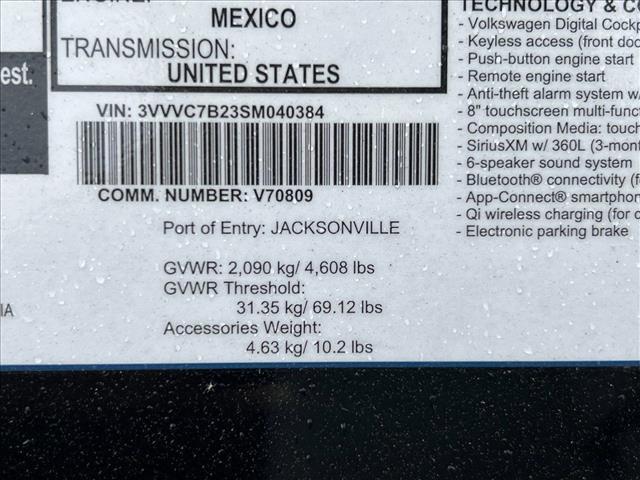 MEXICO
TRANSMISSION:
UNITED STATES
est.
VIN: 3VVVC7B23SM040384
COMM. NUMBER: V70809
Port of Entry: JACKSONVILLE
GVWR: 2,090 kg/ 4,608 lbs
GVWR Threshold:
31.35 kg/ 69.12 lbs
Accessories Weight:
4.63 kg/ 10.2 lbs
IA
TECHNOLOGY & CO
- Volkswagen Digital Cockp
- Keyless access (front doo
- Push-button engine start
- Remote engine start
- Anti-theft alarm system w/
- 8" touchscreen multi-funct
- Composition Media: touch
- SiriusXM w/ 360L (3-mont
- 6-speaker sound system
- Bluetooth® connectivity (f
- App-Connect® smartphon
- Qi wireless charging (for c
- Electronic parking brake